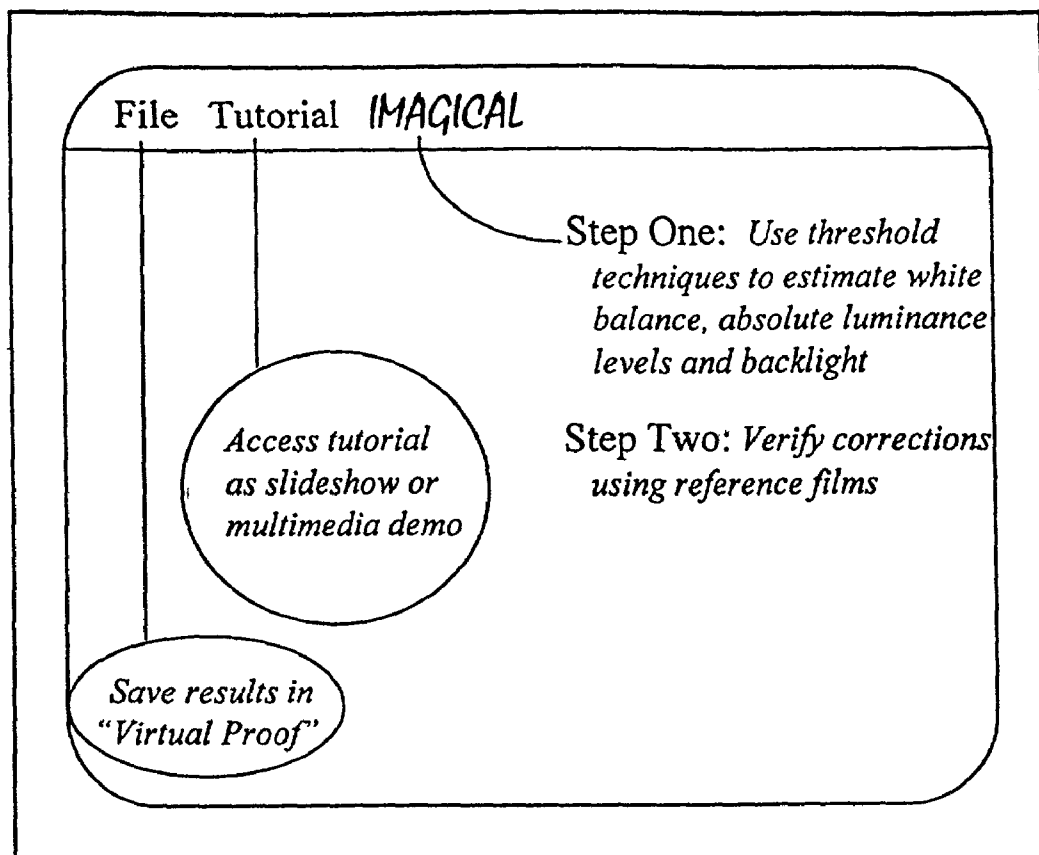 File Tutorial IMAGICAL
Step One: Use threshold
techniques to estimate white
balance, absolute luminance
levels and backlight
Step Two: Verify corrections
using reference films
Access tutorial
as slideshow or
multimedia demo
Save results in
“Virtual Proof”